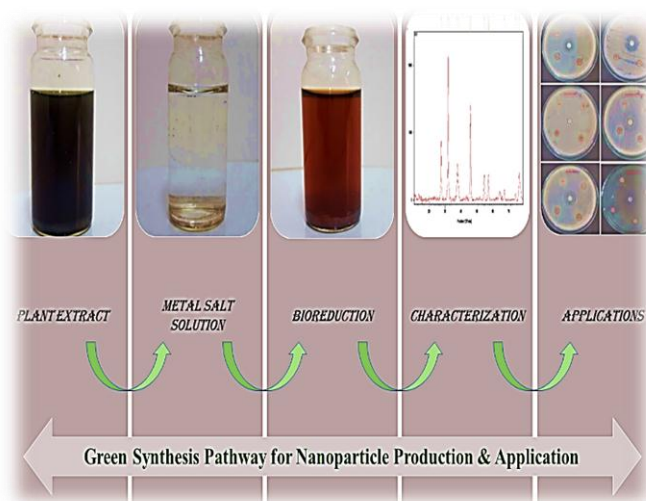 PLANT EXTRACT
METAL SALT
SOLUTION
BIOREDUCTION
CHARACTERIZATION
APPLICATIONS
Green Synthesis Pathway for Nanoparticle Production & Application